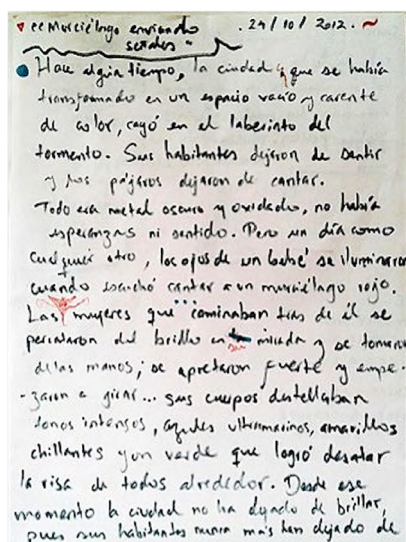 "Murciélago enviando 24/10/2012.
señales"
Hace algún tiempo, la ciudad que se había
transformado en un espacio vacío y carente
de color, cayó en el laberinto del
tormento. Sus habitantes dejaron de sentir
y los pájaros dejaron de cantar.
Todo era metal oscuro y oxidado, no había
esperanzas ni sentido. Pero un día como
cualquier otro, los ojos de un bebé se iluminaron
cuando escuchó cantar a un murciélago rojo.
Las mujeres que caminaban tras de él se
percataron del brillo en su mirada y se tomaron
de las manos; se apretaron fuerte y empe-
-zaron a girar... sus cuerpos destellaban
tonos intensos, azules ultramarinos, amarillos
chillantes y un verde que logró desatar
la risa de todos alrededor. Desde ese
momento la ciudad no ha dejado de brillar,
pues sus habitantes nunca más han dejado de